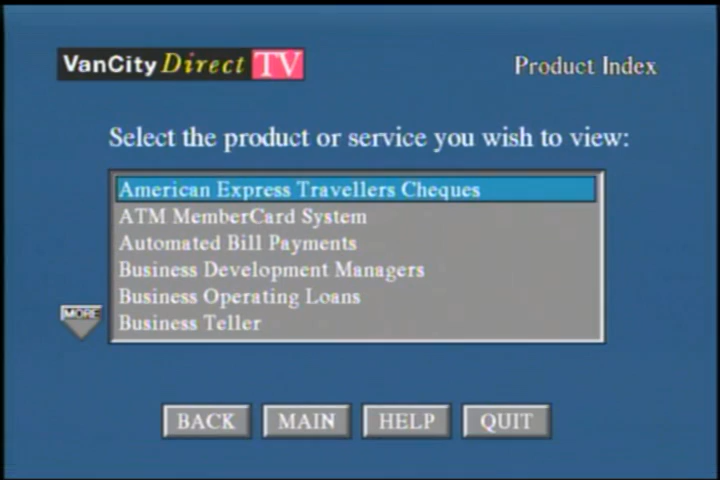 VanCity Direct TV
Product Index
Select the product or service you wish to view:
American Express Travellers Cheques
ATM MemberCard System
Automated Bill Payments
Business Development Managers
Business Operating Loans
Business Teller
MORE
BACK MAIN HELP QUIT